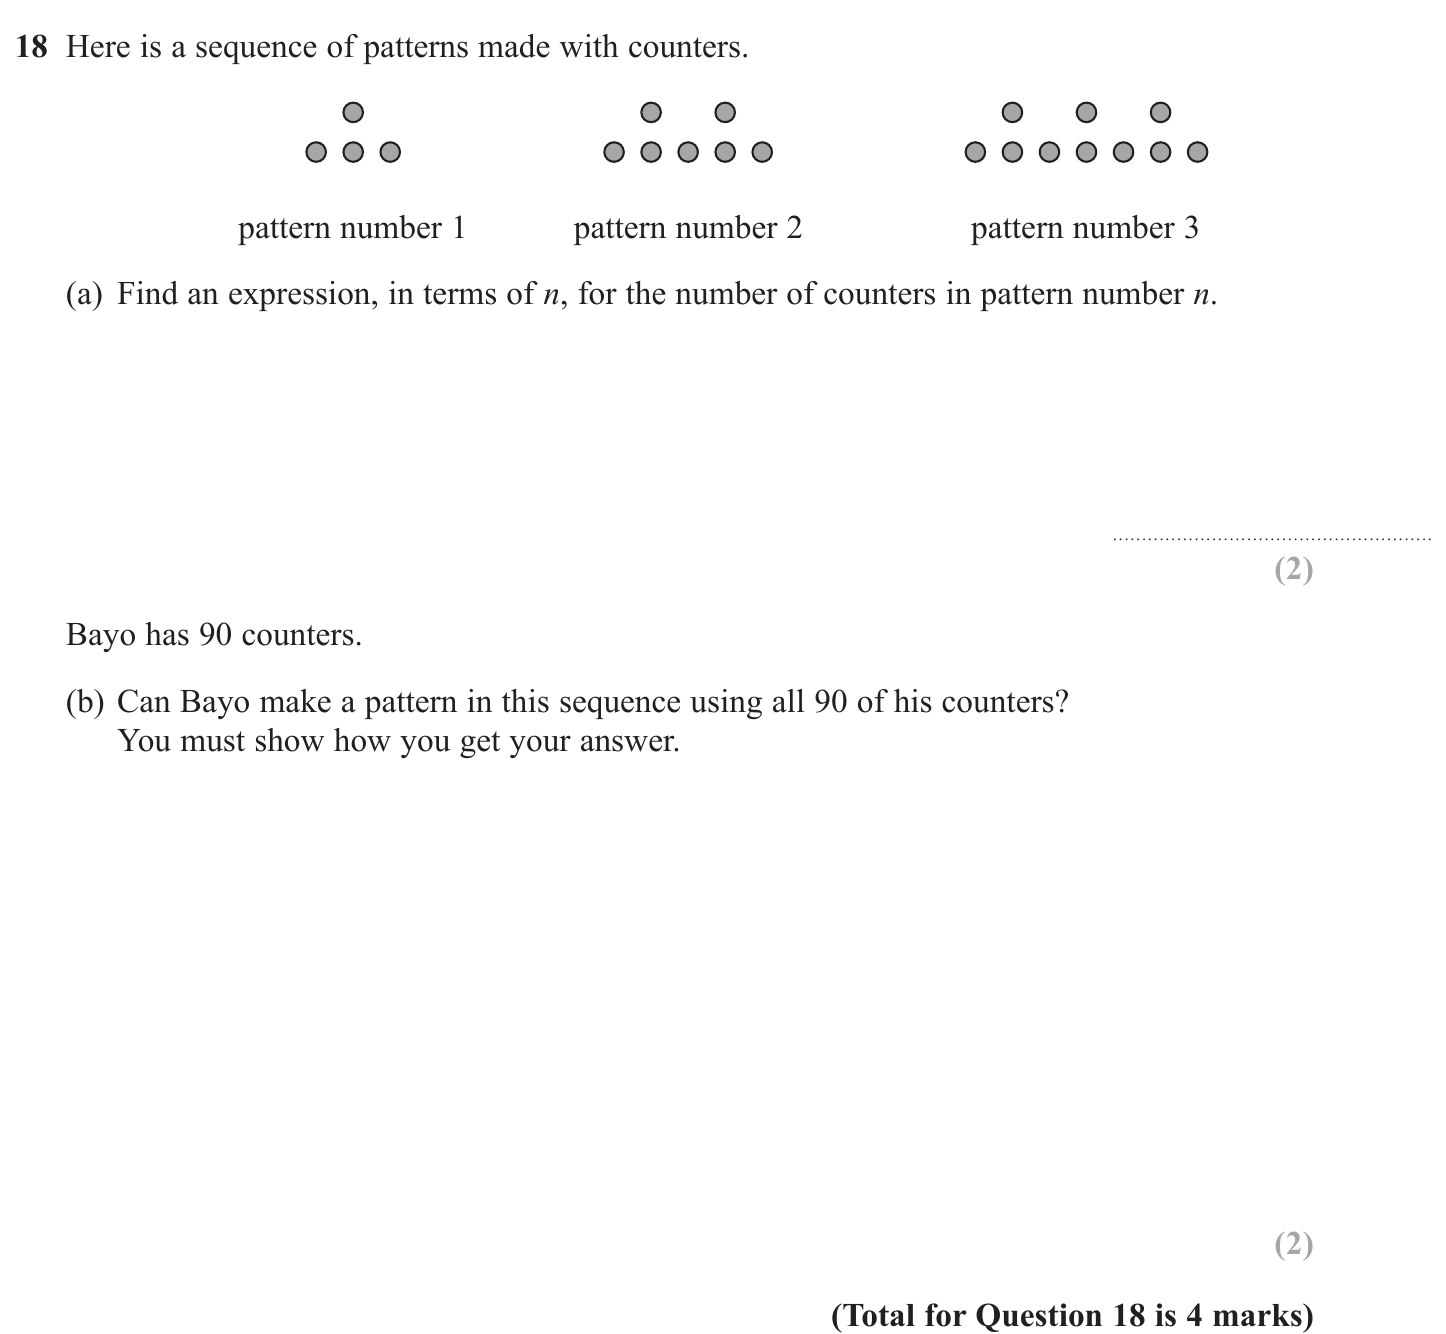 18 Here is a sequence of patterns made with counters.
pattern number 1 pattern number 2 pattern number 3
(a) Find an expression, in terms of n, for the number of counters in pattern number n.
(2)
Bayo has 90 counters.
(b) Can Bayo make a pattern in this sequence using all 90 of his counters?
You must show how you get your answer.
(2)
(Total for Question 18 is 4 marks)